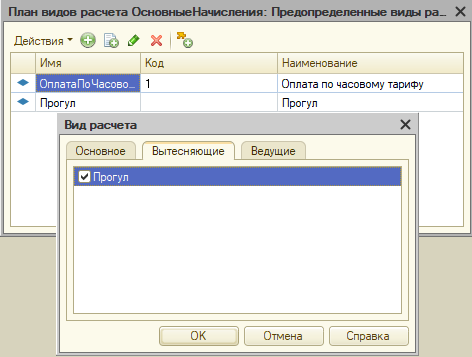 План видов расчета ОсновныеНачисления: Предопределенные виды ра...
Действия
Имя Код Наименование
ОплатаПоЧасово... 1 Оплата по часовому тарифу
Прогул Прогул
Вид расчета
Основное Вытесняющие Ведущие
Прогул
OK Отмена Справка